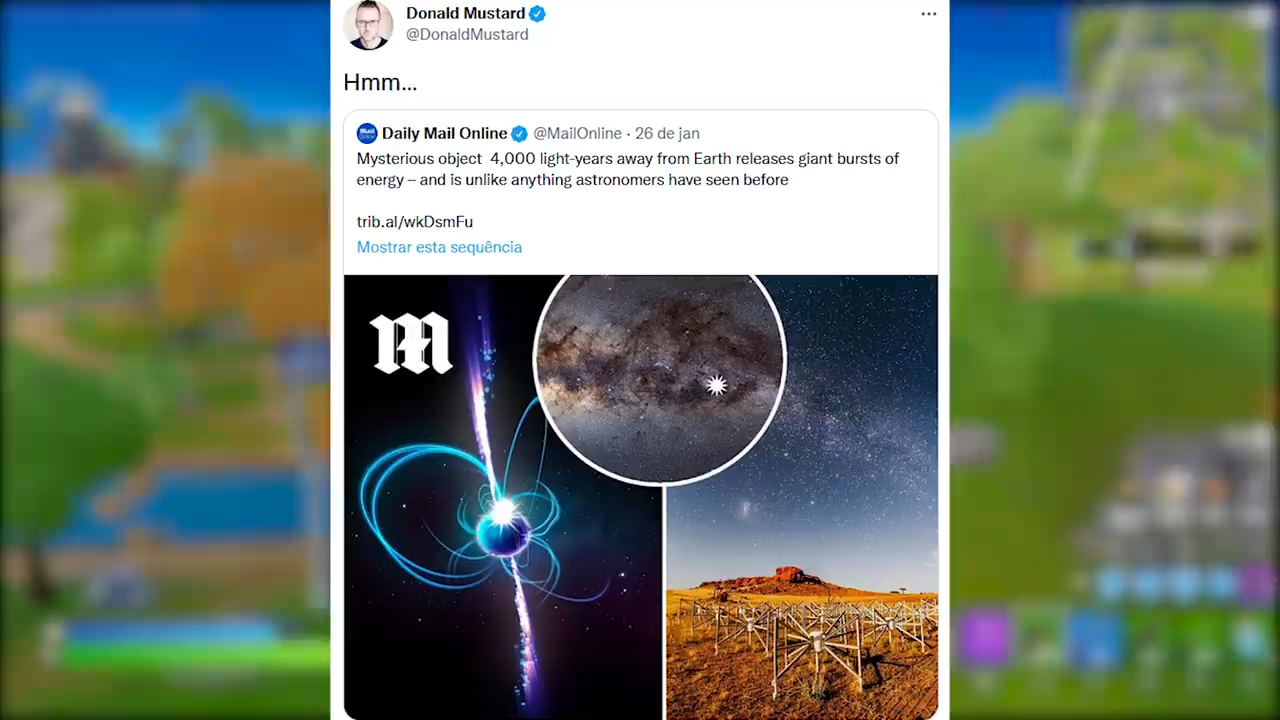 Donald Mustard
@DonaldMustard
Hmm...
Daily Mail Online @MailOnline · 26 de jan
Mysterious object 4,000 light-years away from Earth releases giant bursts of
energy – and is unlike anything astronomers have seen before
trib.al/wkDsmFu
Mostrar esta sequência
M